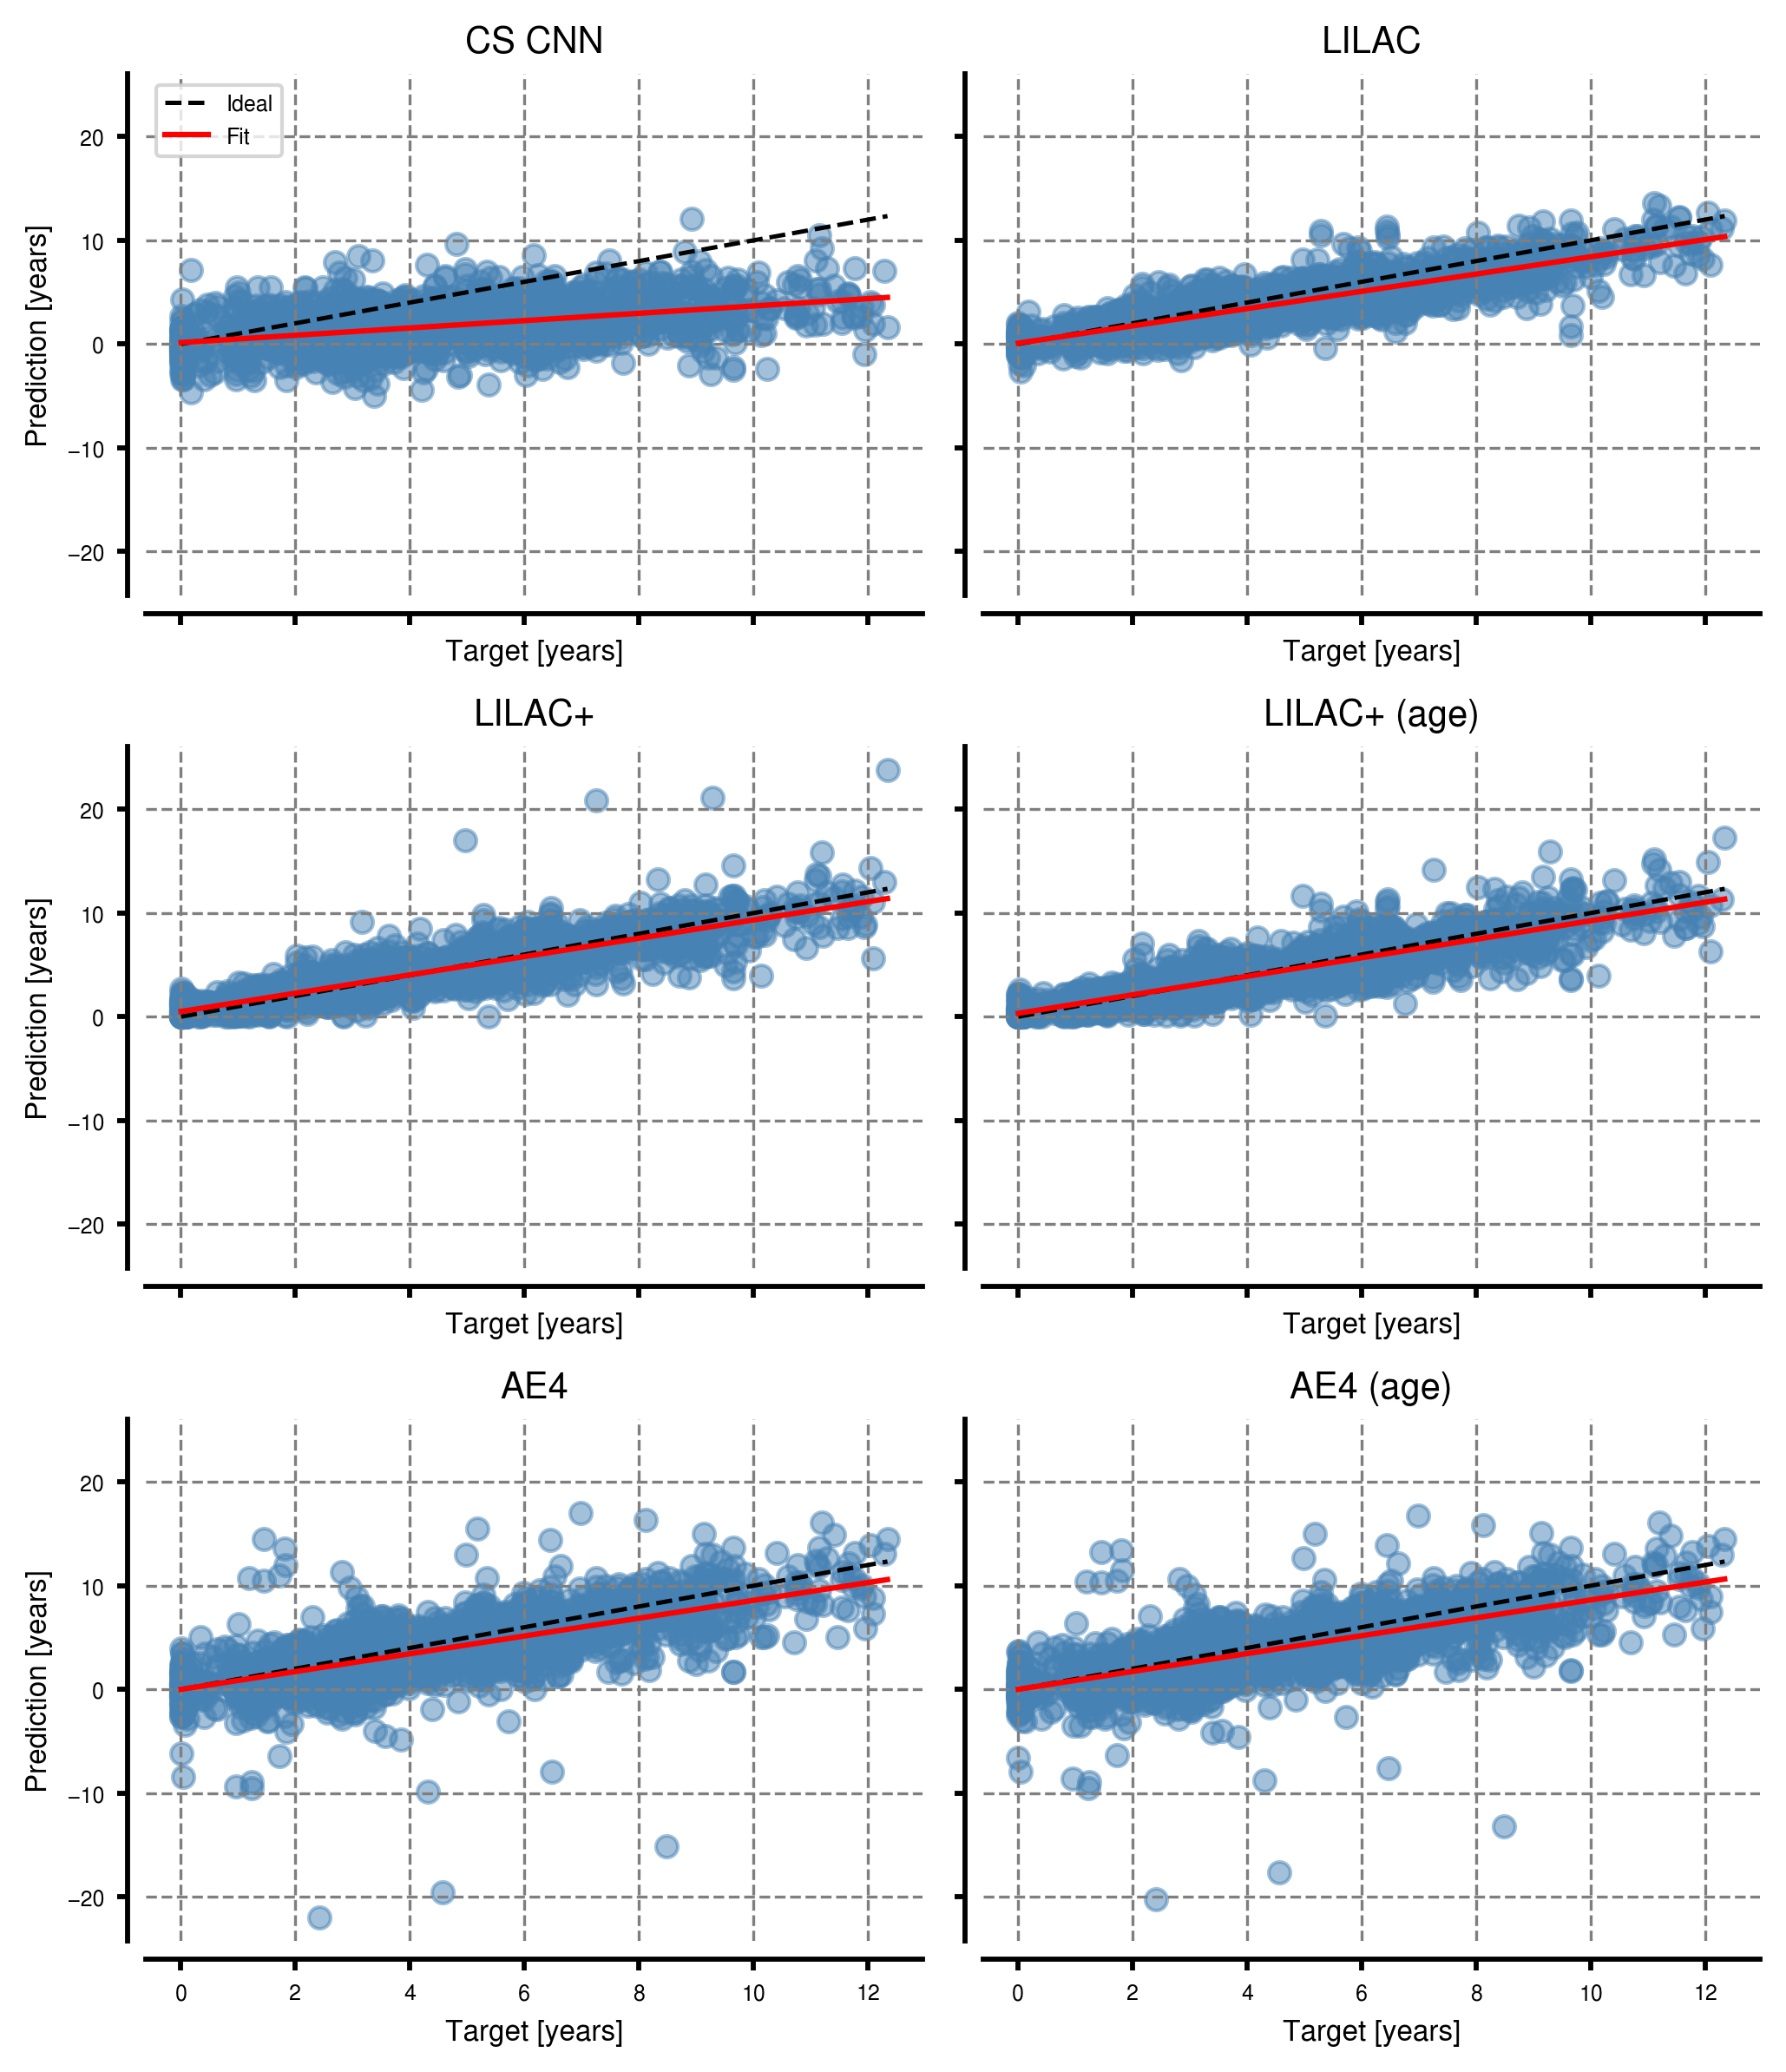 CS CNN
LILAC
Ideal
Fit
20
10
0
−10
−20
Prediction [years]
Target [years]
Target [years]
LILAC+
LILAC+ (age)
20
10
0
−10
−20
Prediction [years]
Target [years]
Target [years]
AE4
AE4 (age)
20
10
0
−10
−20
Prediction [years]
0 2 4 6 8 10 12
0 2 4 6 8 10 12
Target [years]
Target [years]